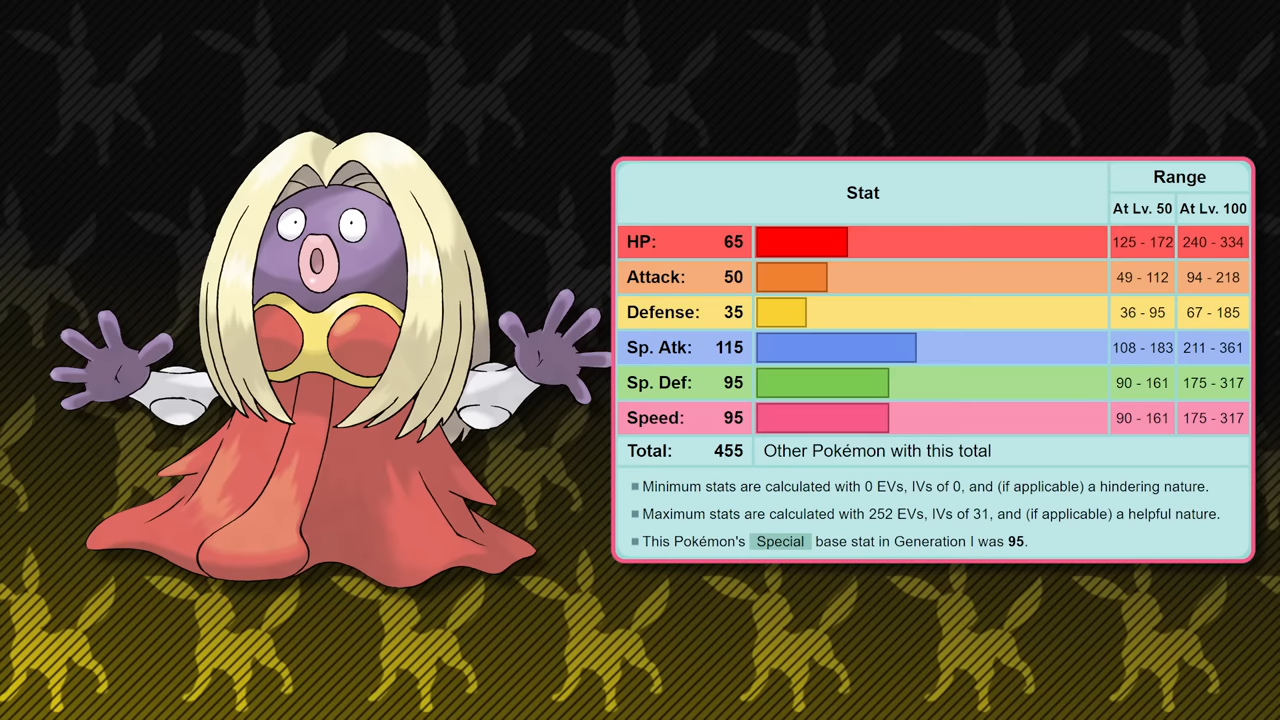 Stat Range
At Lv. 50 At Lv. 100
HP: 65 125 - 172 240 - 334
Attack: 50 49 - 112 94 - 218
Defense: 35 36 - 95 67 - 185
Sp. Atk: 115 108 - 183 211 - 361
Sp. Def: 95 90 - 161 175 - 317
Speed: 95 90 - 161 175 - 317
Total: 455 Other Pokémon with this total
Minimum stats are calculated with 0 EVs, IVs of 0, and (if applicable) a hindering nature.
Maximum stats are calculated with 252 EVs, IVs of 31, and (if applicable) a helpful nature.
This Pokémon's Special base stat in Generation I was 95.